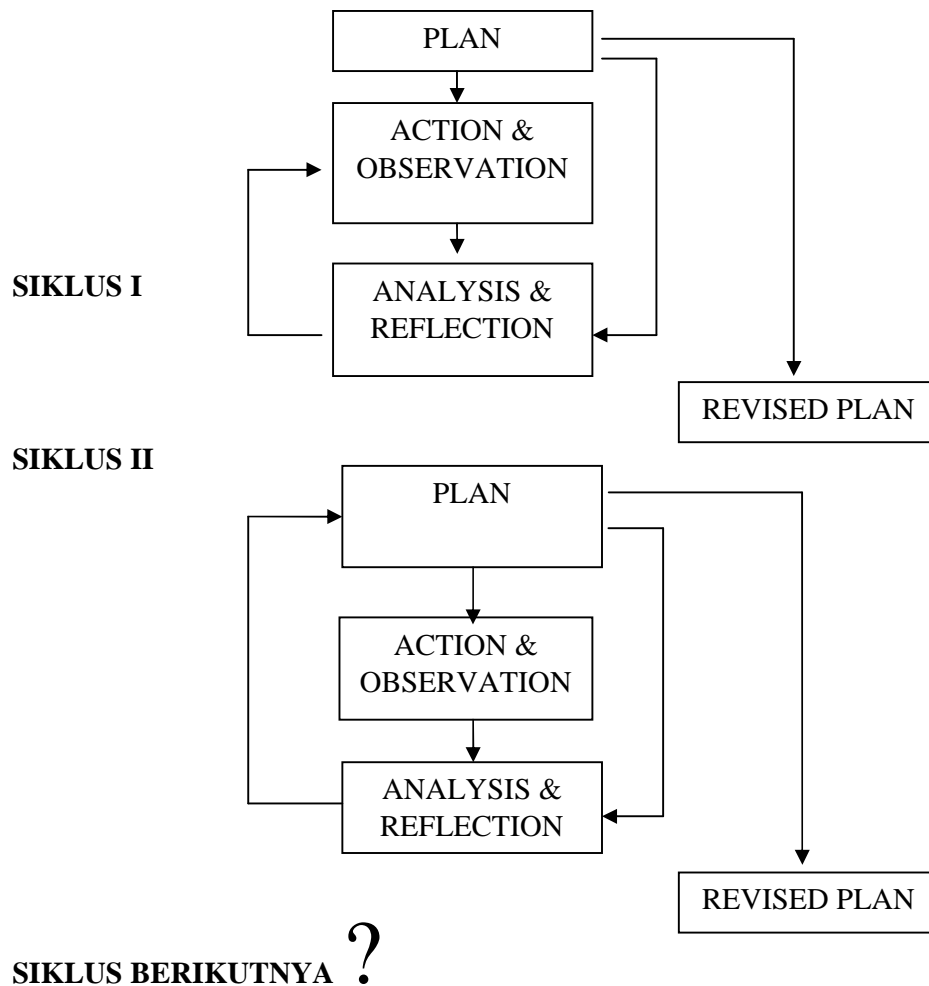 PLAN
ACTION &
OBSERVATION
SIKLUS I
ANALYSIS &
REFLECTION
REVISED PLAN
SIKLUS II
PLAN
ACTION &
OBSERVATION
ANALYSIS &
REFLECTION
REVISED PLAN
SIKLUS BERIKUTNYA ?